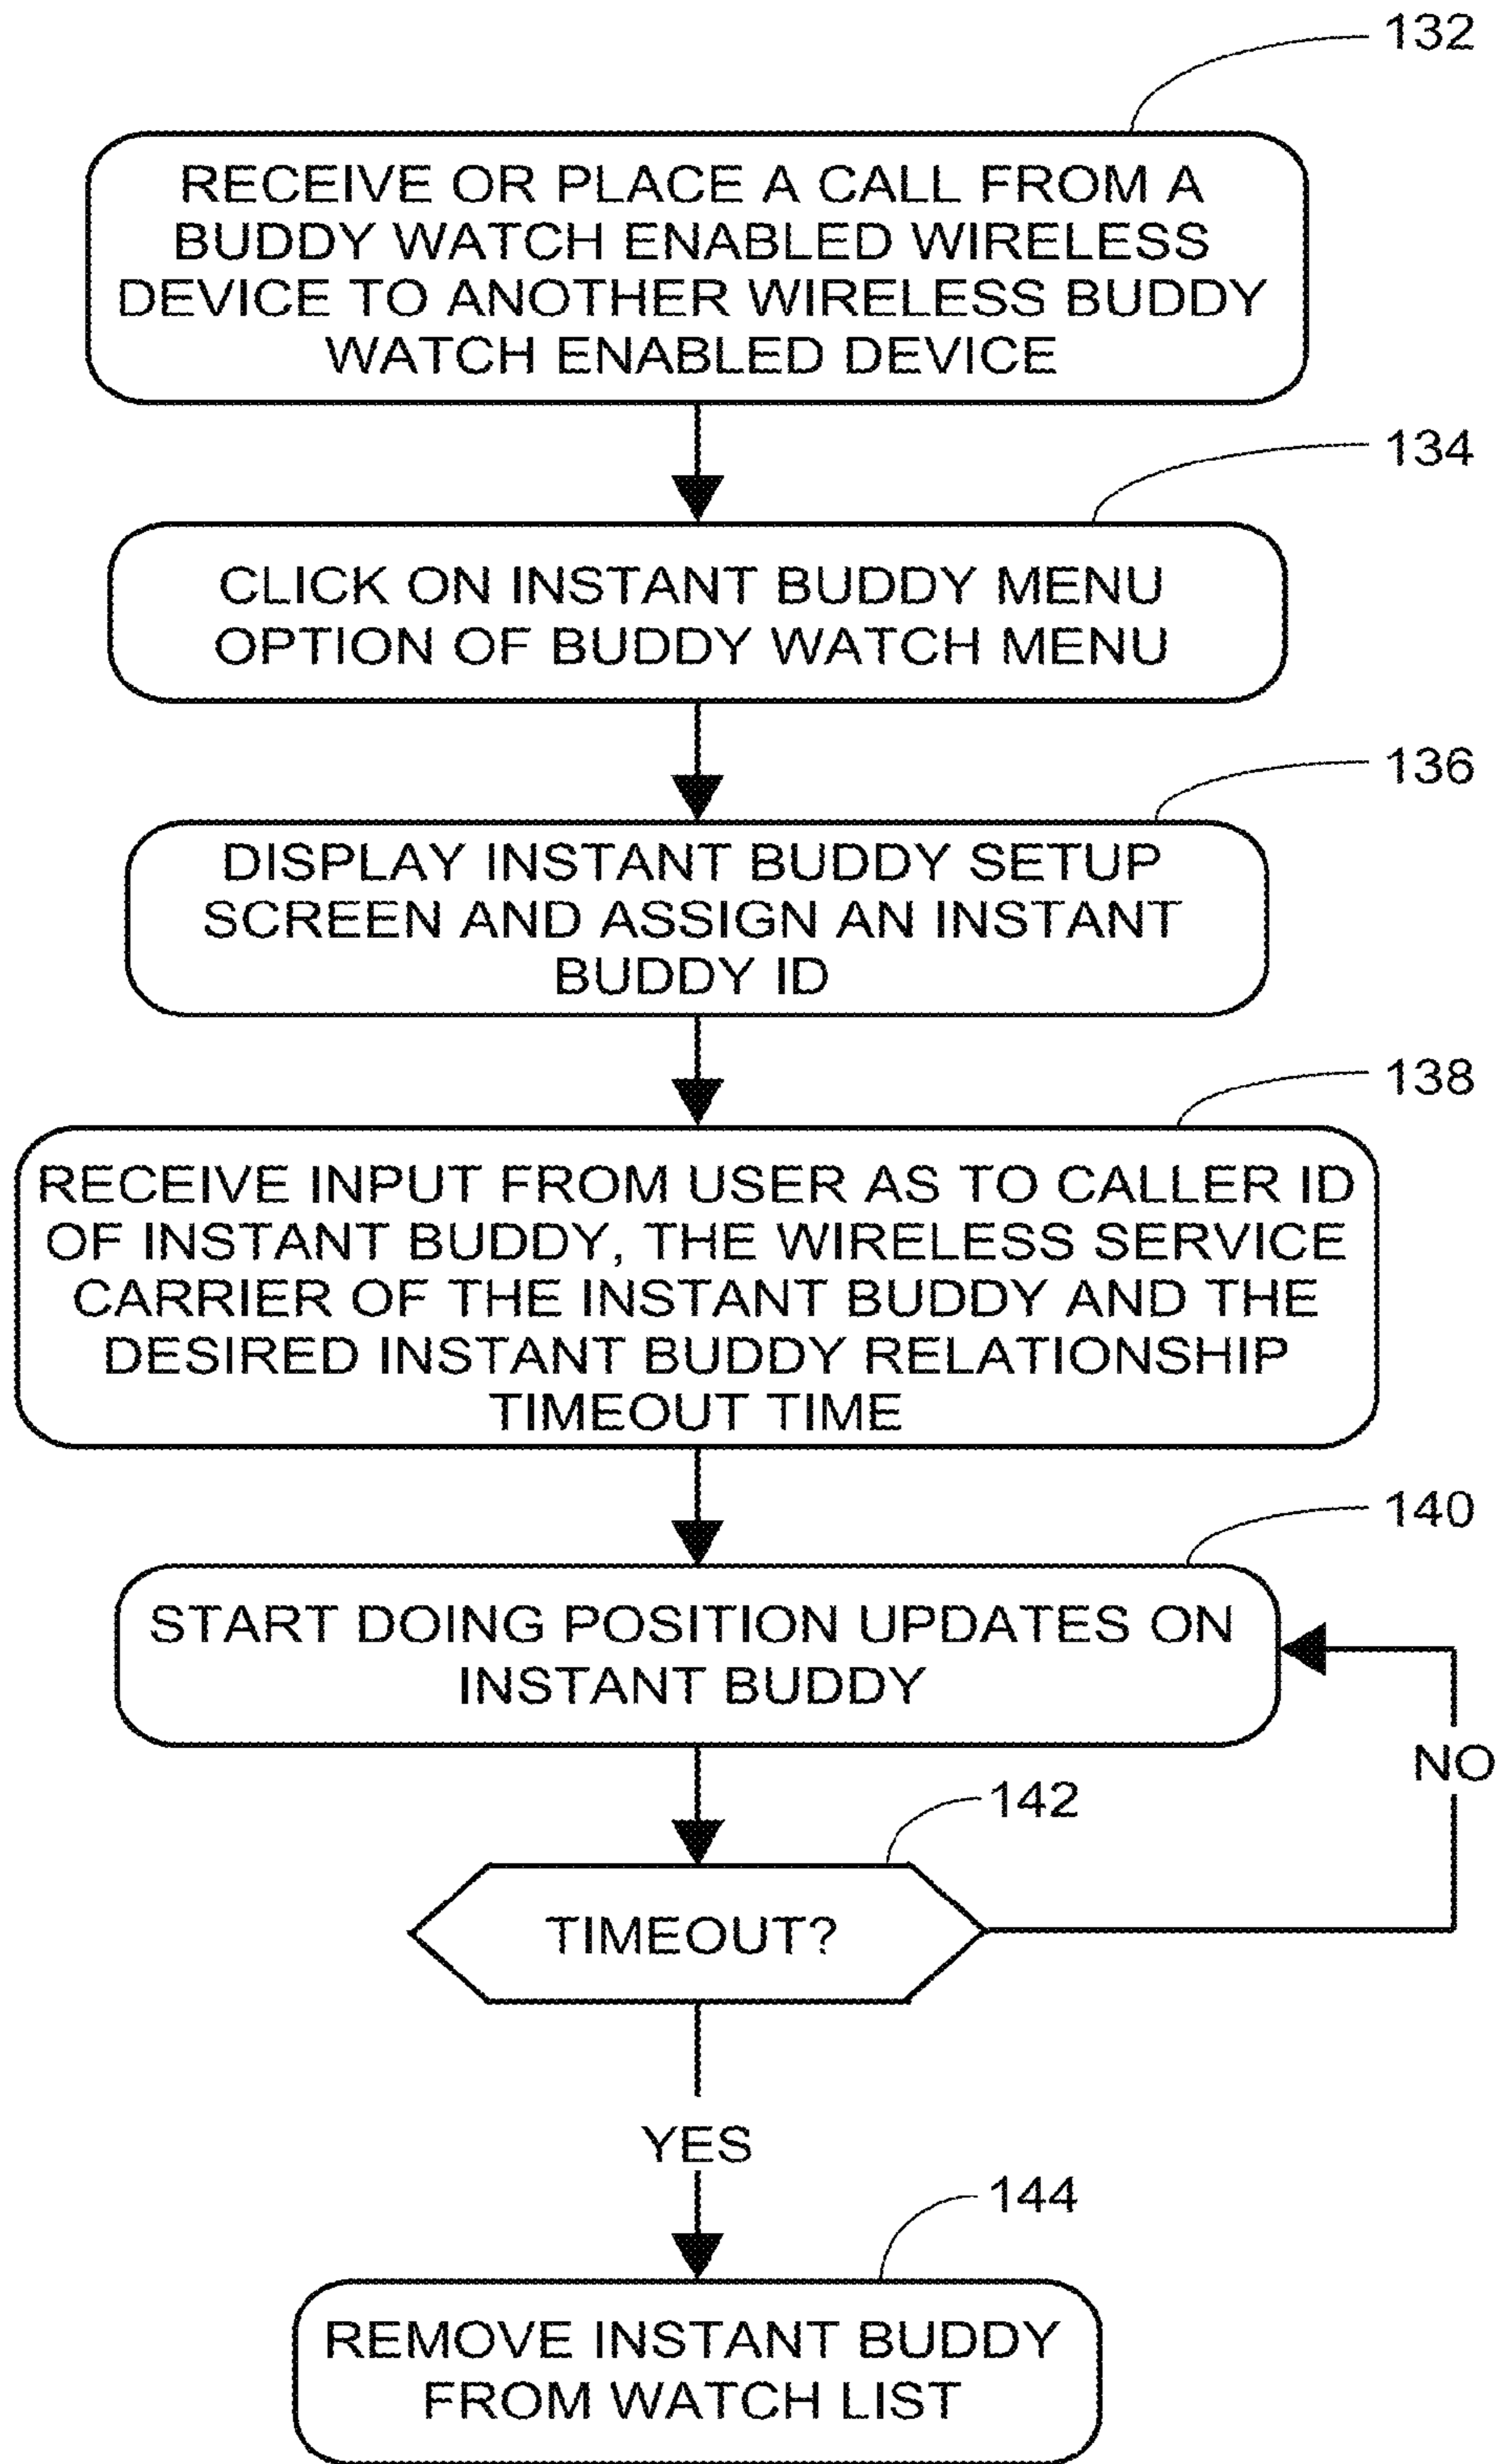 132
RECEIVE OR PLACE A CALL FROM A
BUDDY WATCH ENABLED WIRELESS
DEVICE TO ANOTHER WIRELESS BUDDY
WATCH ENABLED DEVICE
134
CLICK ON INSTANT BUDDY MENU
OPTION OF BUDDY WATCH MENU
136
DISPLAY INSTANT BUDDY SETUP
SCREEN AND ASSIGN AN INSTANT
BUDDY ID
138
RECEIVE INPUT FROM USER AS TO CALLER ID
OF INSTANT BUDDY, THE WIRELESS SERVICE
CARRIER OF THE INSTANT BUDDY AND THE
DESIRED INSTANT BUDDY RELATIONSHIP
TIMEOUT TIME
140
START DOING POSITION UPDATES ON
INSTANT BUDDY
NO
142
TIMEOUT?
YES
144
REMOVE INSTANT BUDDY
FROM WATCH LIST